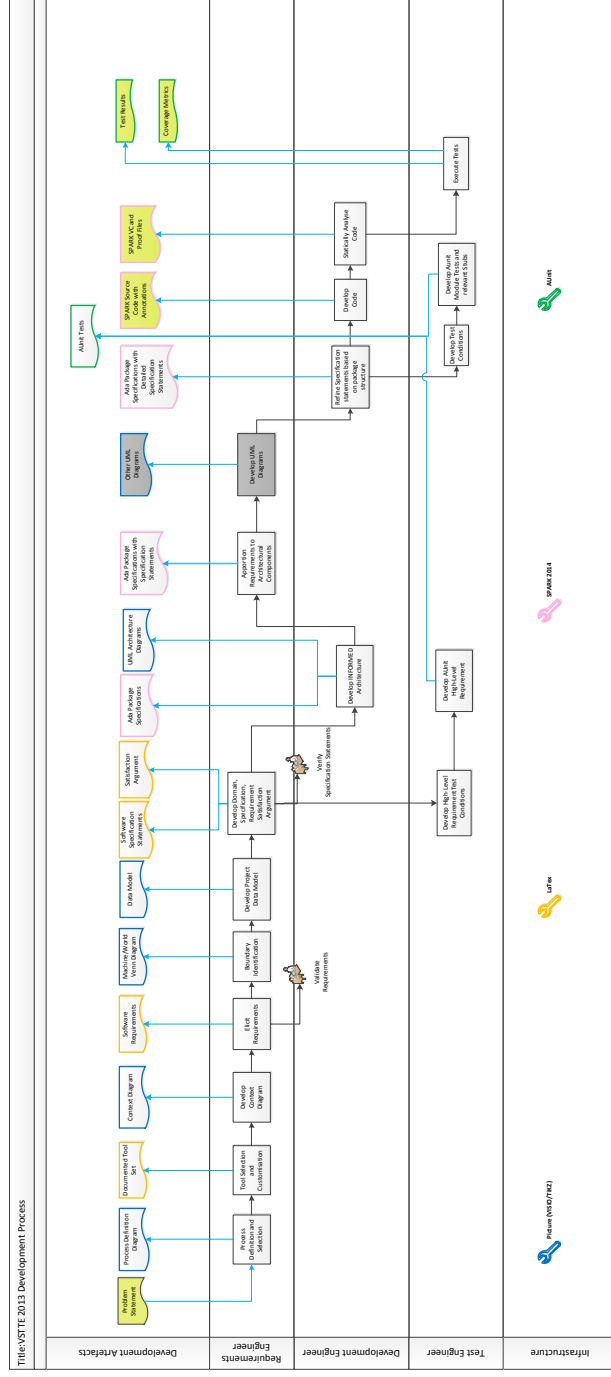 Title:VSTTE 2013 Development Process
Development Artefacts
Problem
Statement
Process Definition
Diagram
Documented Tool
Set
Context Diagram
Software
Requirements
Machine/World
Venn Diagram
Data Model
Software
Specification
Statements
Satisfaction
Argument
Ada Package
Specifications
UML Architecture
Diagrams
Ada Package
Specifications with
Specification
Statements
Other UML
Diagrams
Ada Package
Specifications with
Detailed
Specification
Statements
AUnit Tests
SPARK Source
Code with
Annotations
SPARK VC and
Proof Files
Test Results
Coverage Metrics
Requirements
Engineer
Process
Definition and
Selection
Tool Selection
and
Customisation
Develop
Context
Diagram
Elicit
Requirements
Boundary
Identification
Develop Project
Data Model
Develop Domain,
Specification,
Requirement
Satisfaction
Argument
Apportion
Requirements to
Architectural
Components
Develop UML
Diagrams
Development Engineer
Validate
Requirements
Verify
Specification Statements
Develop INFORMED
Architecture
Refine Specification
statements based
on package
structure
Develop
Code
Statically Analyse
Code
Test Engineer
Develop High-Level
Requirement Test
Conditions
Develop AUnit
High-Level
Requirement
Develop Test
Conditions
Develop Aunit
Module Tests and
relevant Stubs
Execute Tests
Infrastructure
Picture (VISIO/TIKZ)
LaTex
SPARK 2014
AUnit